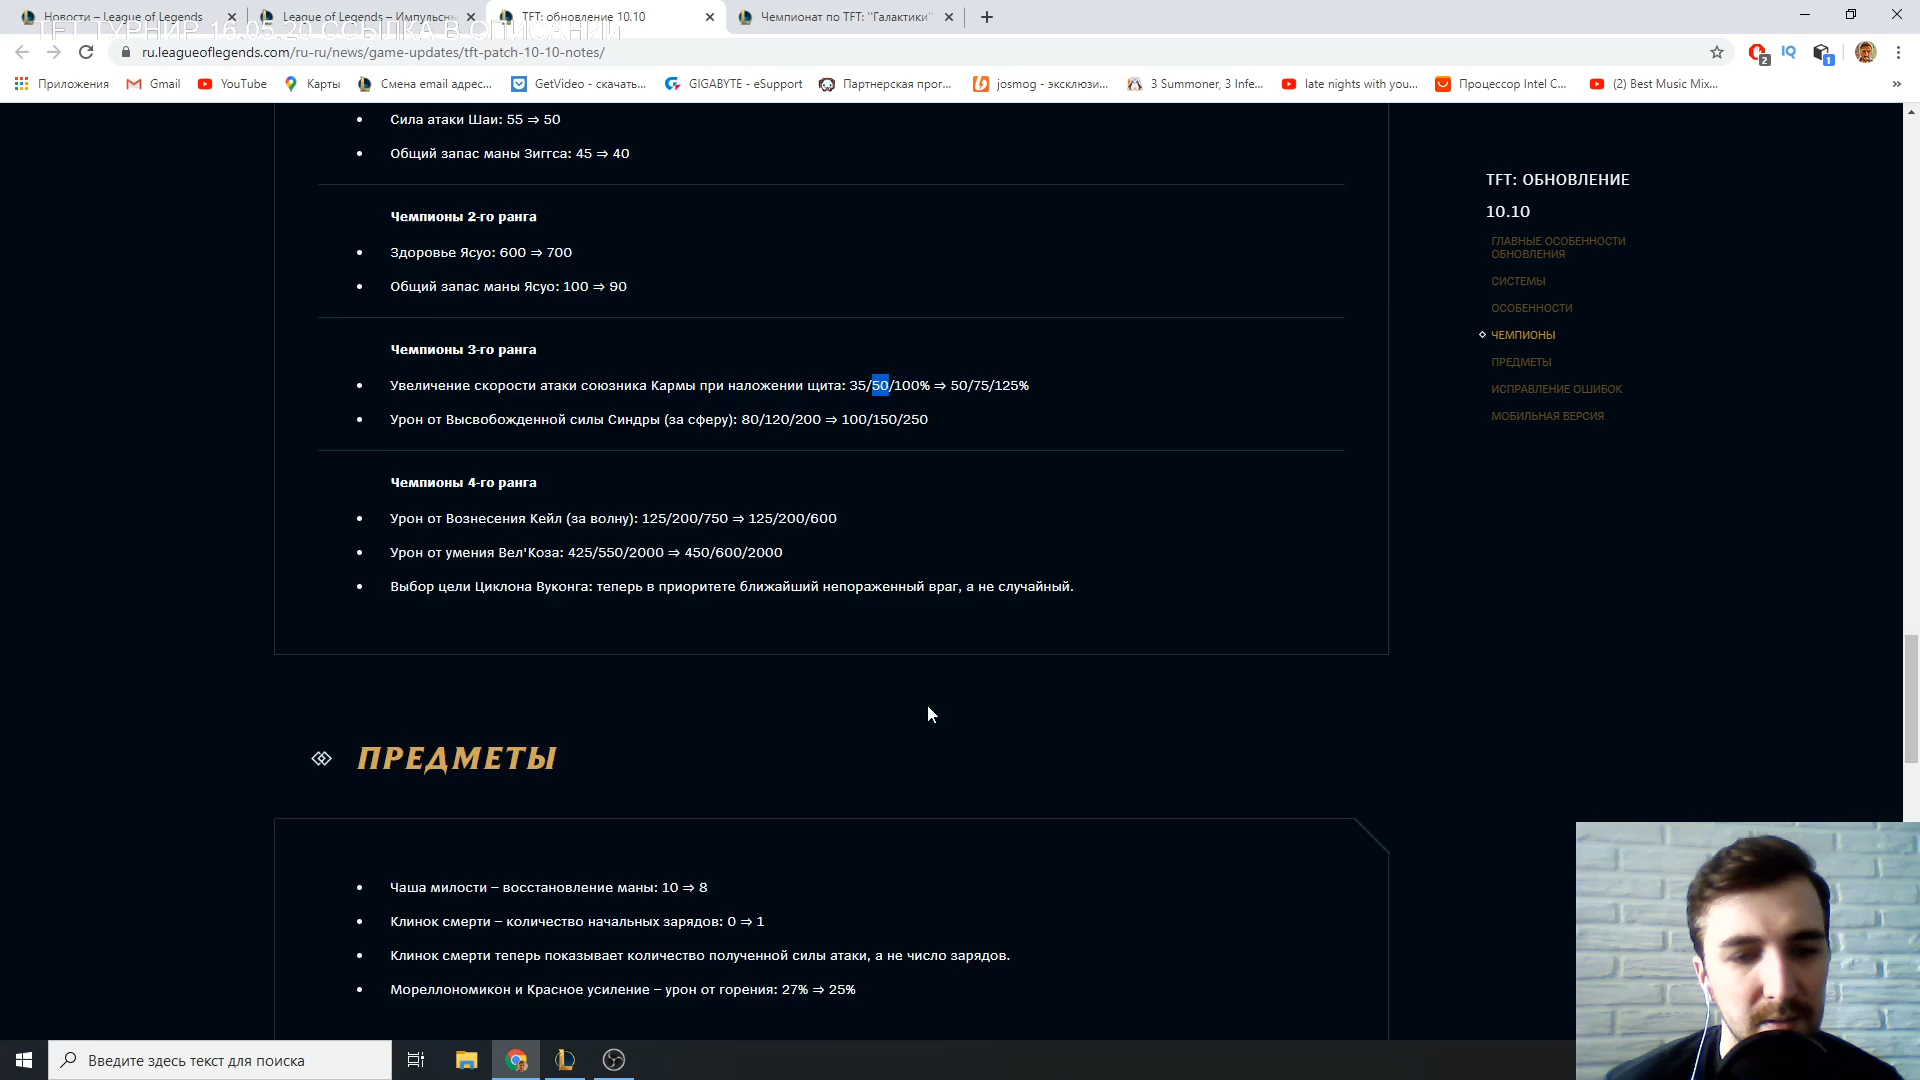 Новости – League of Legends
League of Legends – Импульсны
TFT: обновление 10.10
Чемпионат по TFT: "Галактики"
TFT ТУРНИР 16.05.20 ССЫЛКА В ОПИСАНИИ
ru.leagueoflegends.com/ru-ru/news/game-updates/tft-patch-10-10-notes/
2
1
Приложения
Gmail
YouTube
Карты
Смена email адрес...
GetVideo - скачать...
GIGABYTE - eSupport
Партнерская прог...
josmog - эксклюзи...
3 Summoner, 3 Infe...
late nights with you...
Процессор Intel C...
(2) Best Music Mix...
Сила атаки Шаи: 55 ⇒ 50
Общий запас маны Зиггса: 45 ⇒ 40
Чемпионы 2-го ранга
Здоровье Ясуо: 600 ⇒ 700
Общий запас маны Ясуо: 100 ⇒ 90
Чемпионы 3-го ранга
Увеличение скорости атаки союзника Кармы при наложении щита: 35/50/100% ⇒ 50/75/125%
Урон от Высвобожденной силы Синдры (за сферу): 80/120/200 ⇒ 100/150/250
Чемпионы 4-го ранга
Урон от Вознесения Кейл (за волну): 125/200/750 ⇒ 125/200/600
Урон от умения Вел'Коза: 425/550/2000 ⇒ 450/600/2000
Выбор цели Циклона Вуконга: теперь в приоритете ближайший непораженный враг, а не случайный.
ПРЕДМЕТЫ
Чаша милости – восстановление маны: 10 ⇒ 8
Клинок смерти – количество начальных зарядов: 0 ⇒ 1
Клинок смерти теперь показывает количество полученной силы атаки, а не число зарядов.
Мореллономикон и Красное усиление – урон от горения: 27% ⇒ 25%
TFT: ОБНОВЛЕНИЕ
10.10
ГЛАВНЫЕ ОСОБЕННОСТИ
ОБНОВЛЕНИЯ
СИСТЕМЫ
ОСОБЕННОСТИ
ЧЕМПИОНЫ
ПРЕДМЕТЫ
ИСПРАВЛЕНИЕ ОШИБОК
МОБИЛЬНАЯ ВЕРСИЯ
Введите здесь текст для поиска